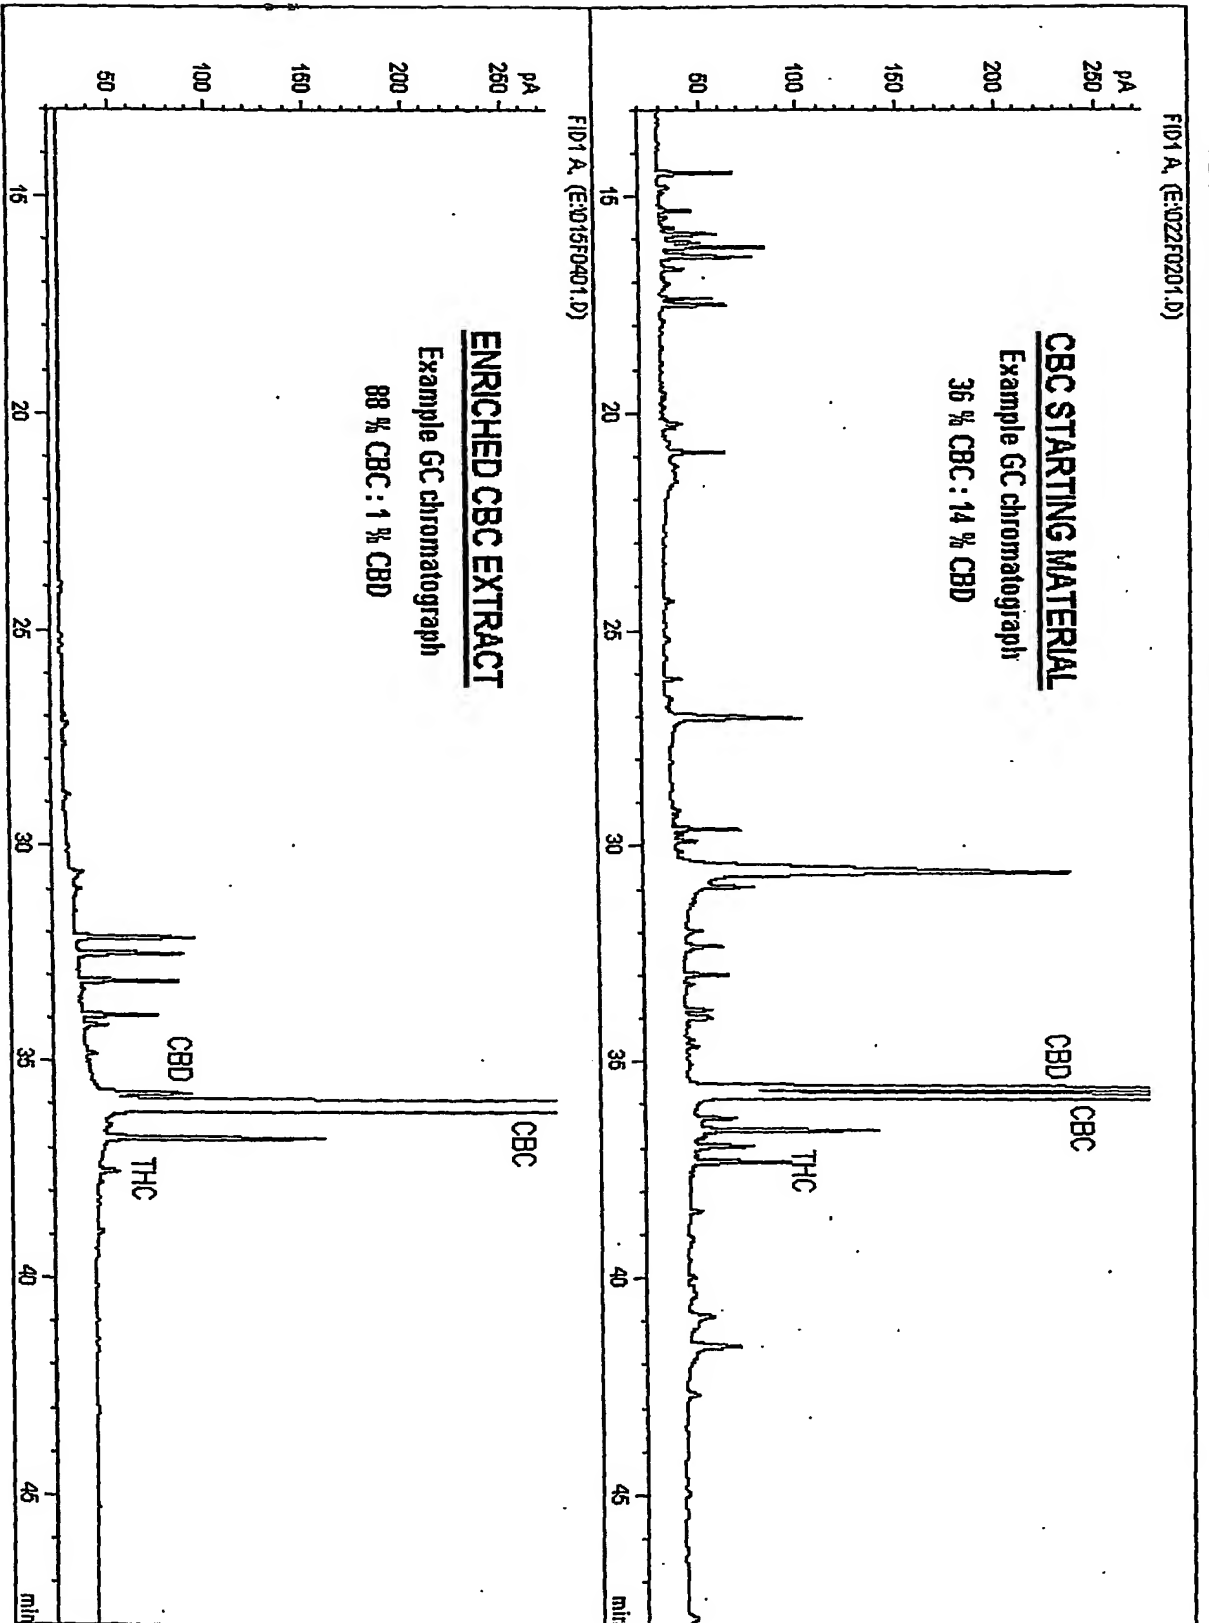 FID1 A, (E:\022F0201.D)
pA
250
200
150
100
50
CBC STARTING MATERIAL
Example GC chromatograph
36 % CBC : 14 % CBD
CBD
CBC
THC
15
20
25
30
35
40
45
min
FID1 A, (E:\015F0401.D)
pA
250
200
150
100
50
ENRICHED CBC EXTRACT
Example GC chromatograph
88 % CBC : 1 % CBD
CBD
CBC
THC
15
20
25
30
35
40
45
min